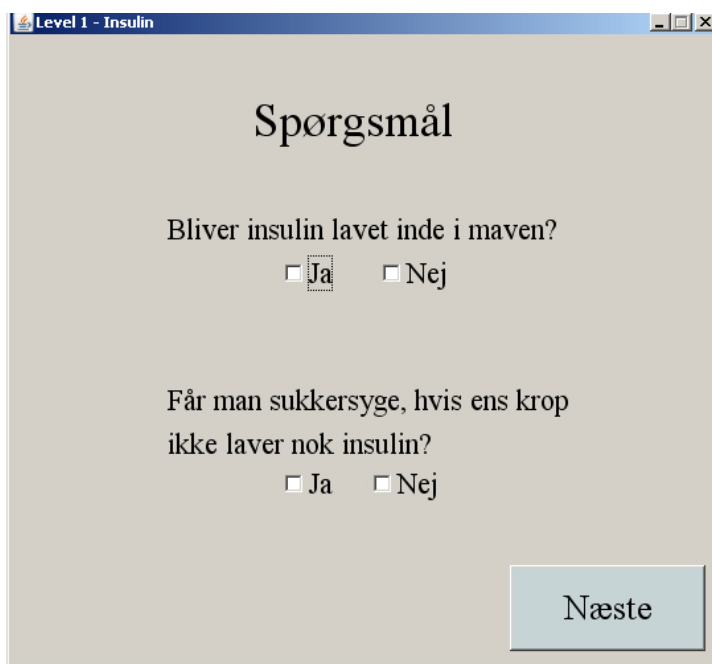 Level 1 - Insulin
Spørgsmål
Bliver insulin lavet inde i maven?
Ja Nej
Får man sukkersyge, hvis ens krop
ikke laver nok insulin?
Ja Nej
Næste